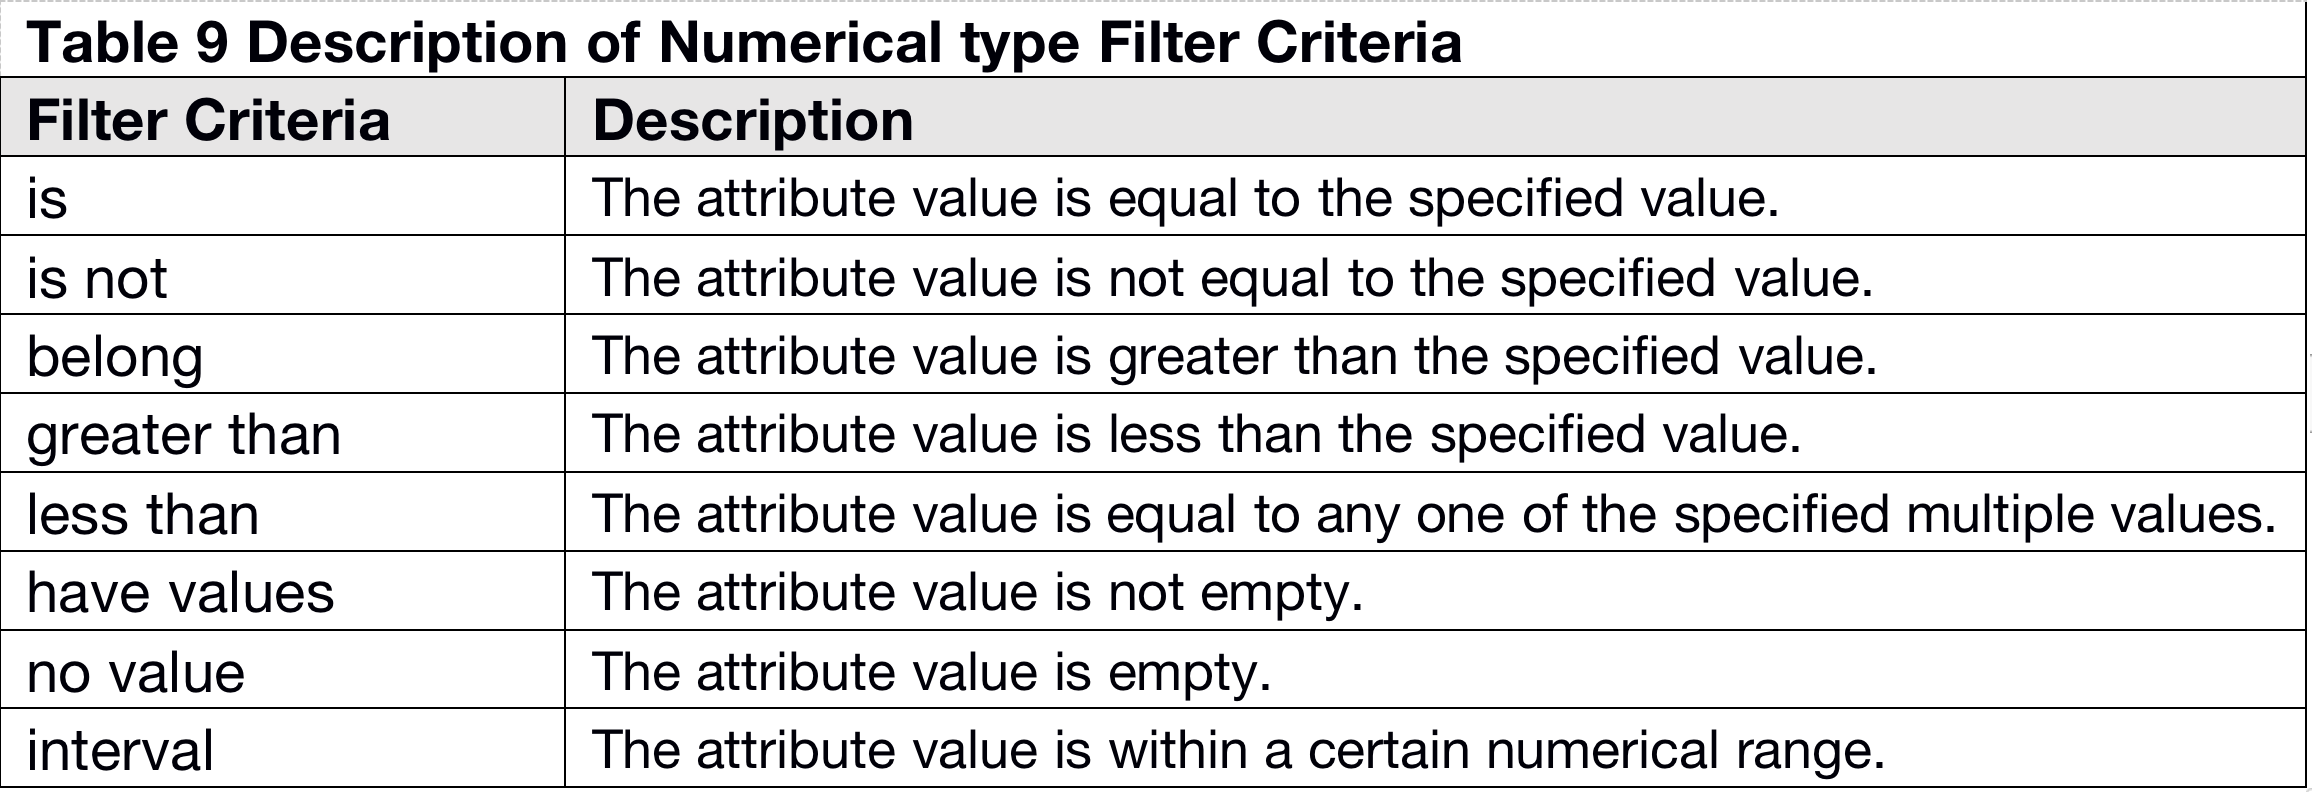 Table 9 Description of Numerical type Filter Criteria
Filter Criteria Description
is The attribute value is equal to the specified value.
is not The attribute value is not equal to the specified value.
belong The attribute value is greater than the specified value.
greater than The attribute value is less than the specified value.
less than The attribute value is equal to any one of the specified multiple values.
have values The attribute value is not empty.
no value The attribute value is empty.
interval The attribute value is within a certain numerical range.